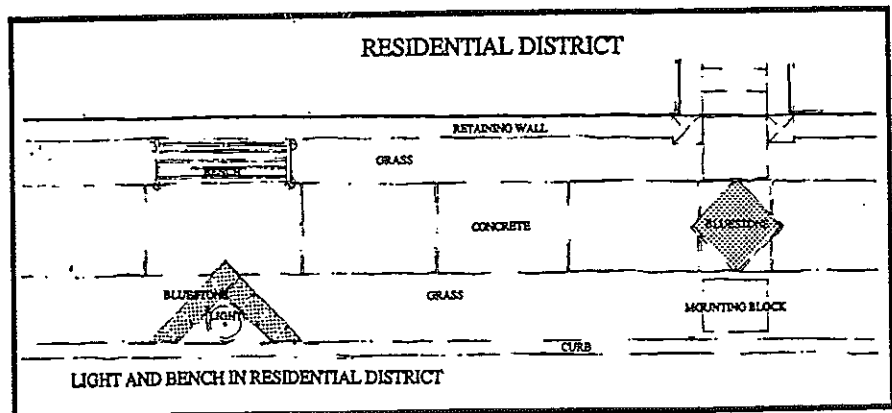 RESIDENTIAL DISTRICT
RETAINING WALL
GRASS
BENCH
CONCRETE
BLUESTONE
BLUESTONE
GRASS
LIGHT
MOUNTING BLOCK
CURB
LIGHT AND BENCH IN RESIDENTIAL DISTRICT